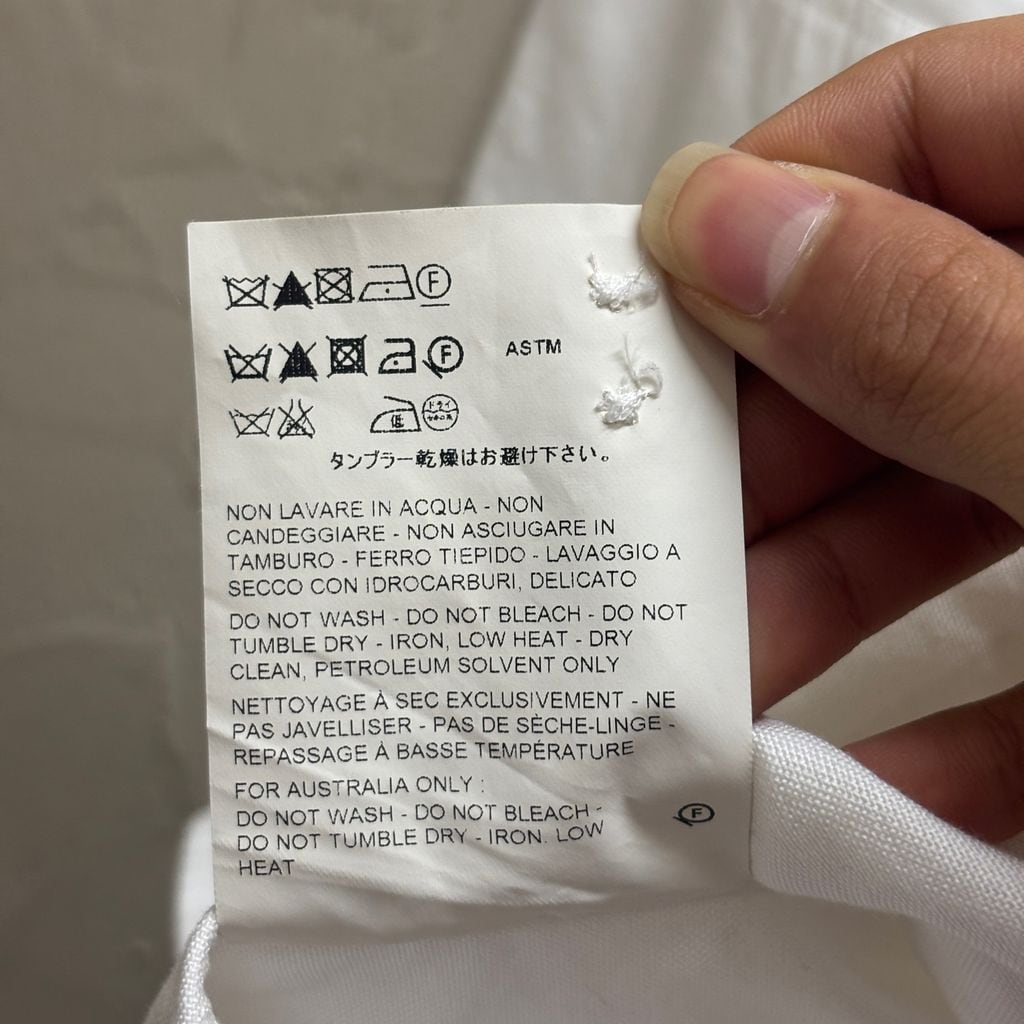 F
F ASTM
低 ドライ
タンブラー乾燥はお避け下さい。
NON LAVARE IN ACQUA - NON
CANDEGGIARE - NON ASCIUGARE IN
TAMBURO - FERRO TIEPIDO - LAVAGGIO A
SECCO CON IDROCARBURI, DELICATO
DO NOT WASH - DO NOT BLEACH - DO NOT
TUMBLE DRY - IRON, LOW HEAT - DRY
CLEAN, PETROLEUM SOLVENT ONLY
NETTOYAGE À SEC EXCLUSIVEMENT - NE
PAS JAVELLISER - PAS DE SÈCHE-LINGE -
REPASSAGE À BASSE TEMPÉRATURE
FOR AUSTRALIA ONLY :
DO NOT WASH - DO NOT BLEACH - F
DO NOT TUMBLE DRY - IRON. LOW
HEAT